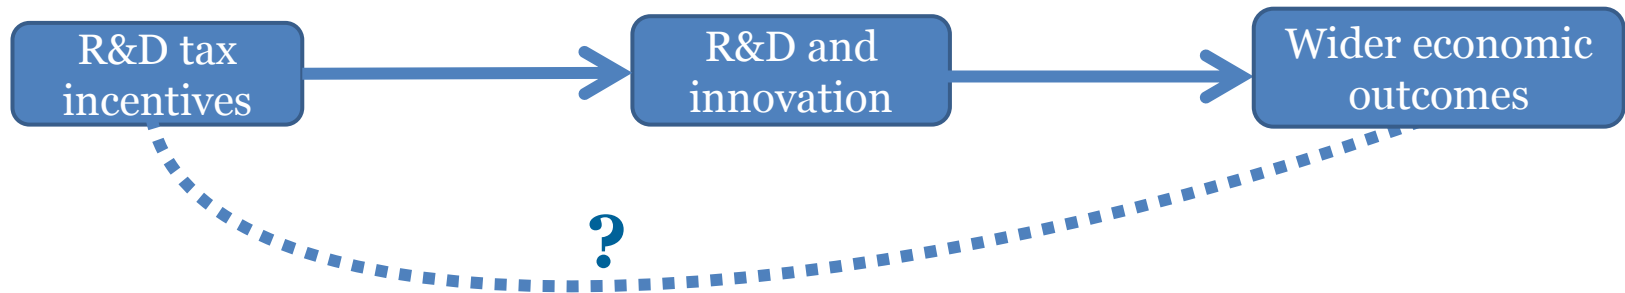 R&D tax
incentives
R&D and
innovation
Wider economic
outcomes
?